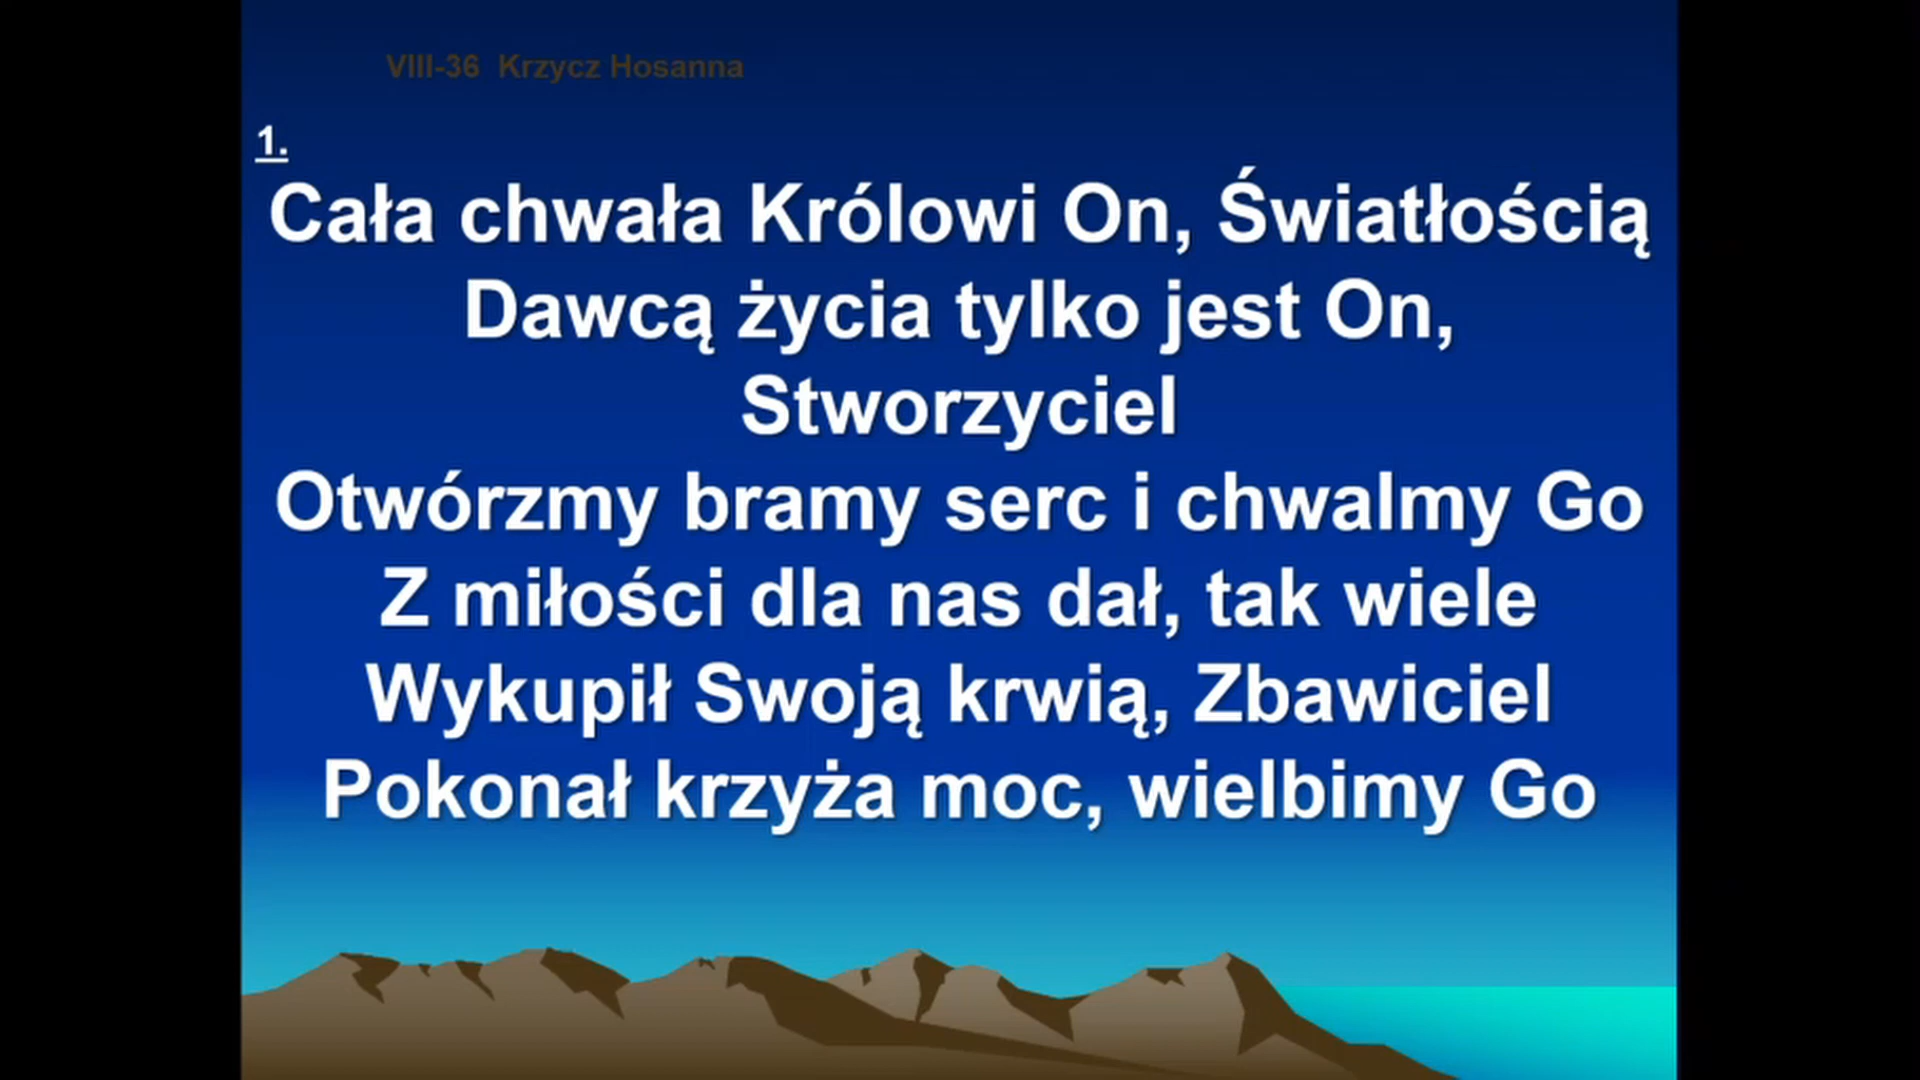 VIII-36 Krzycz Hosanna
1.
Cała chwała Królowi On, Światłością
Dawcą życia tylko jest On,
Stworzyciel
Otwórzmy bramy serc i chwalmy Go
Z miłości dla nas dał, tak wiele
Wykupił Swoją krwią, Zbawiciel
Pokonał krzyża moc, wielbimy Go